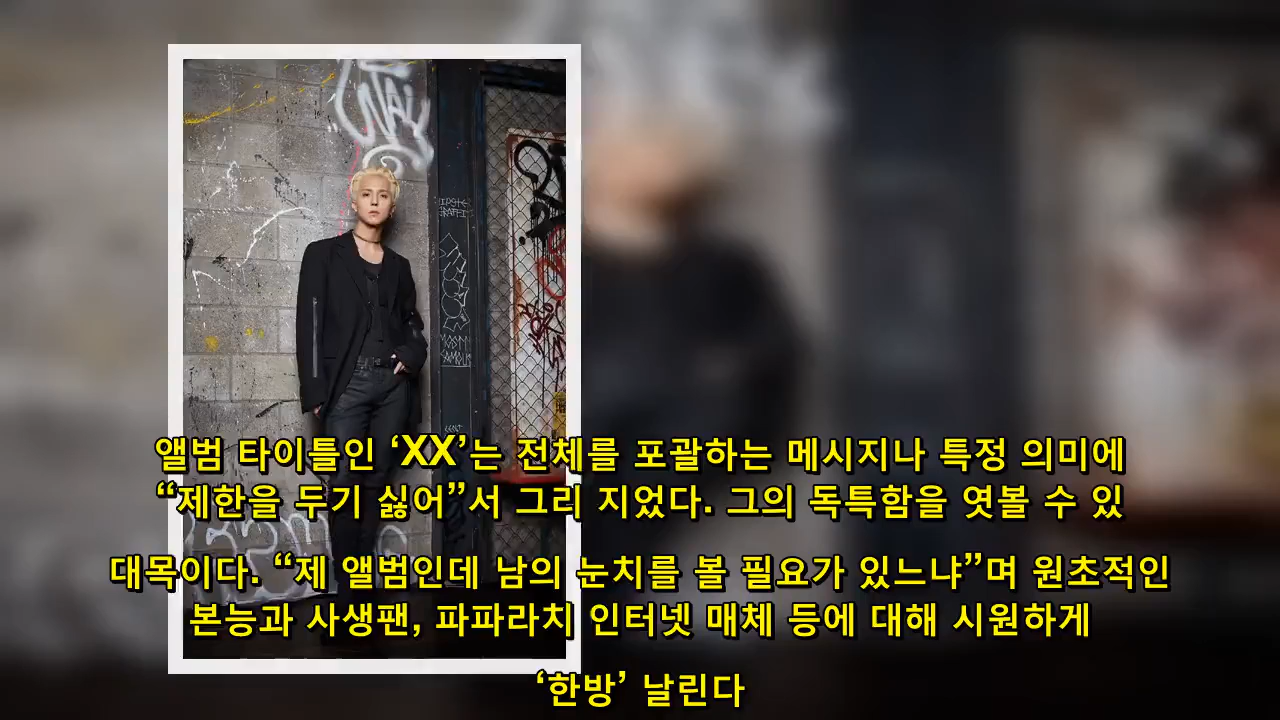 앨범 타이틀인 ‘XX’는 전체를 포괄하는 메시지나 특정 의미에
“제한을 두기 싫어”서 그리 지었다. 그의 독특함을 엿볼 수 있
대목이다. “제 앨범인데 남의 눈치를 볼 필요가 있느냐”며 원초적인
본능과 사생팬, 파파라치 인터넷 매체 등에 대해 시원하게
‘한방’ 날린다